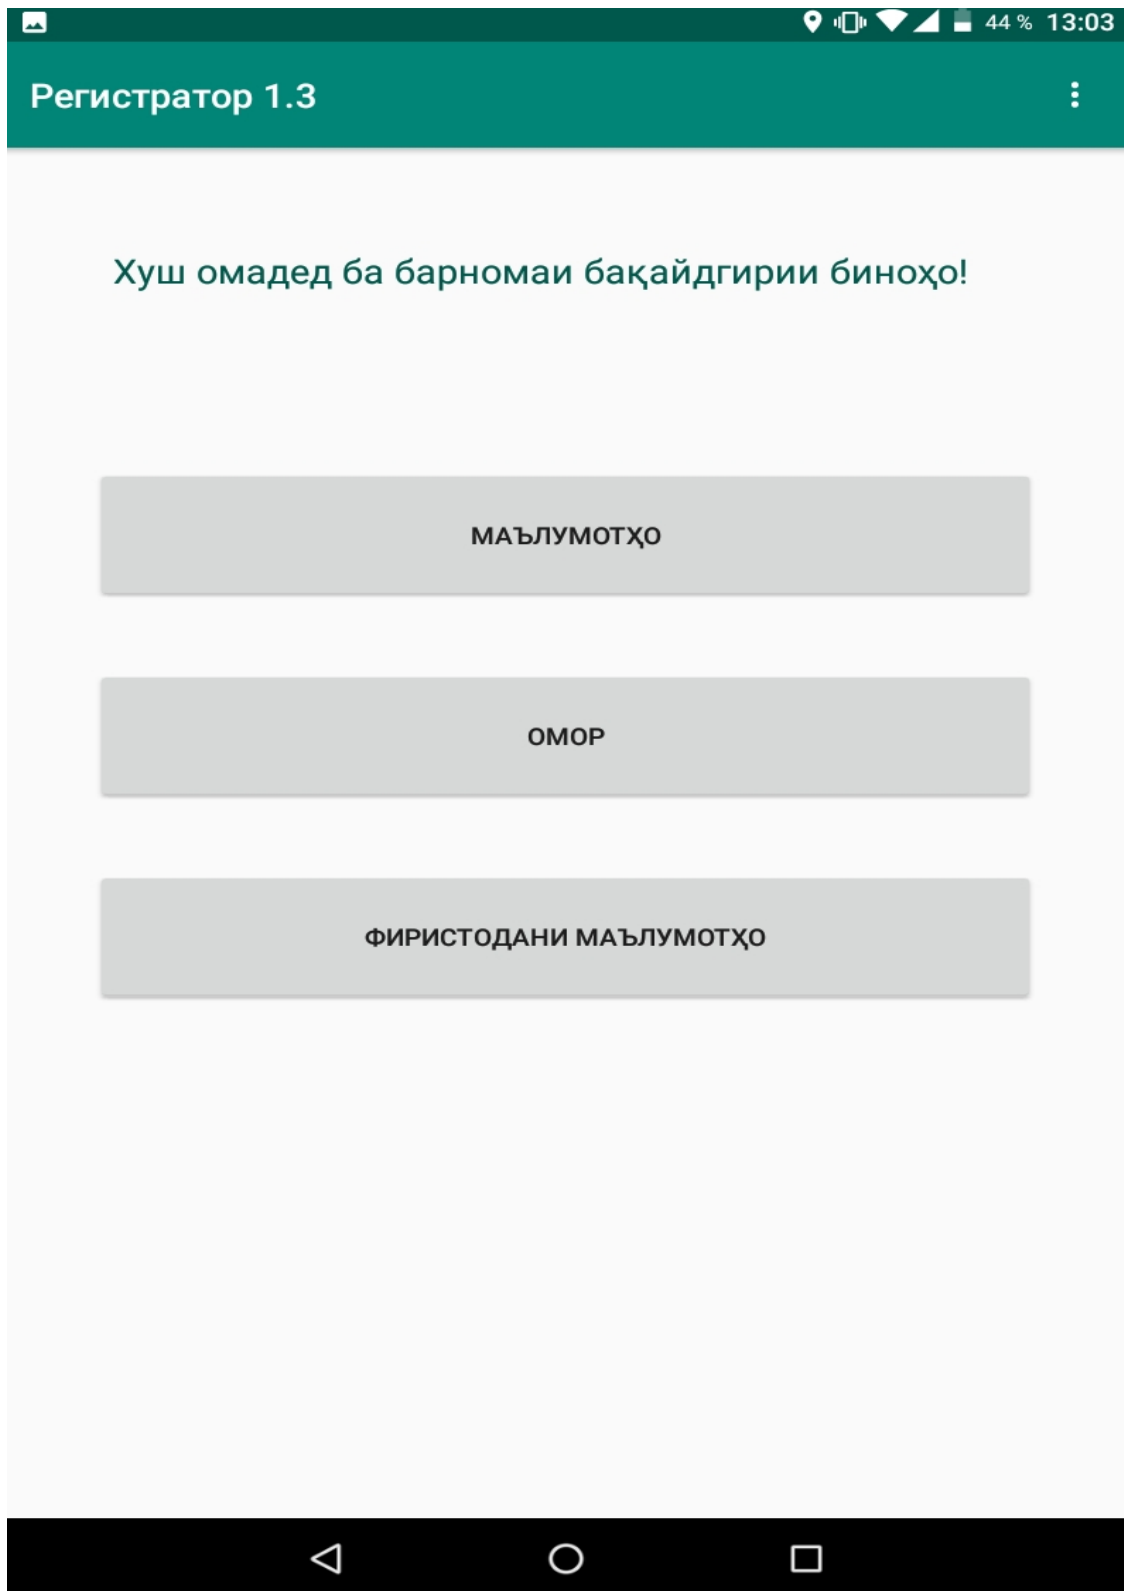 44 % 13:03
Регистратор 1.3
Хуш омадед ба барномаи бақайдгирии биноҳо!
МАЪЛУМОТҲО
ОМОР
ФИРИСТОДАНИ МАЪЛУМОТҲО